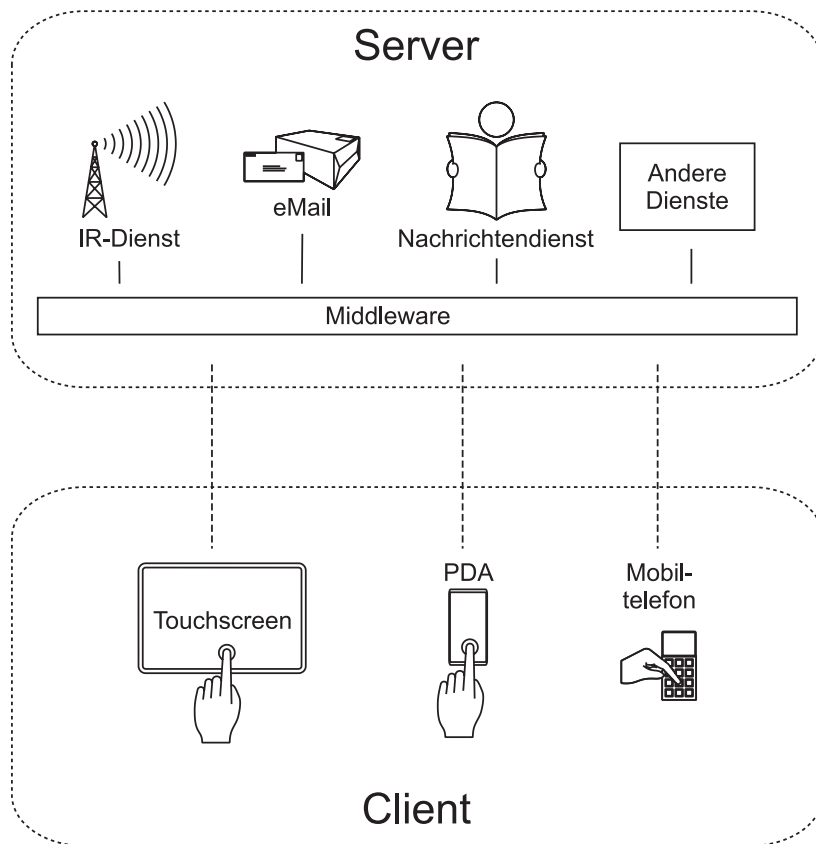 Server
IR-Dienst
eMail
Nachrichtendienst
Andere
Dienste
Middleware
Touchscreen
PDA
Mobil-
telefon
Client